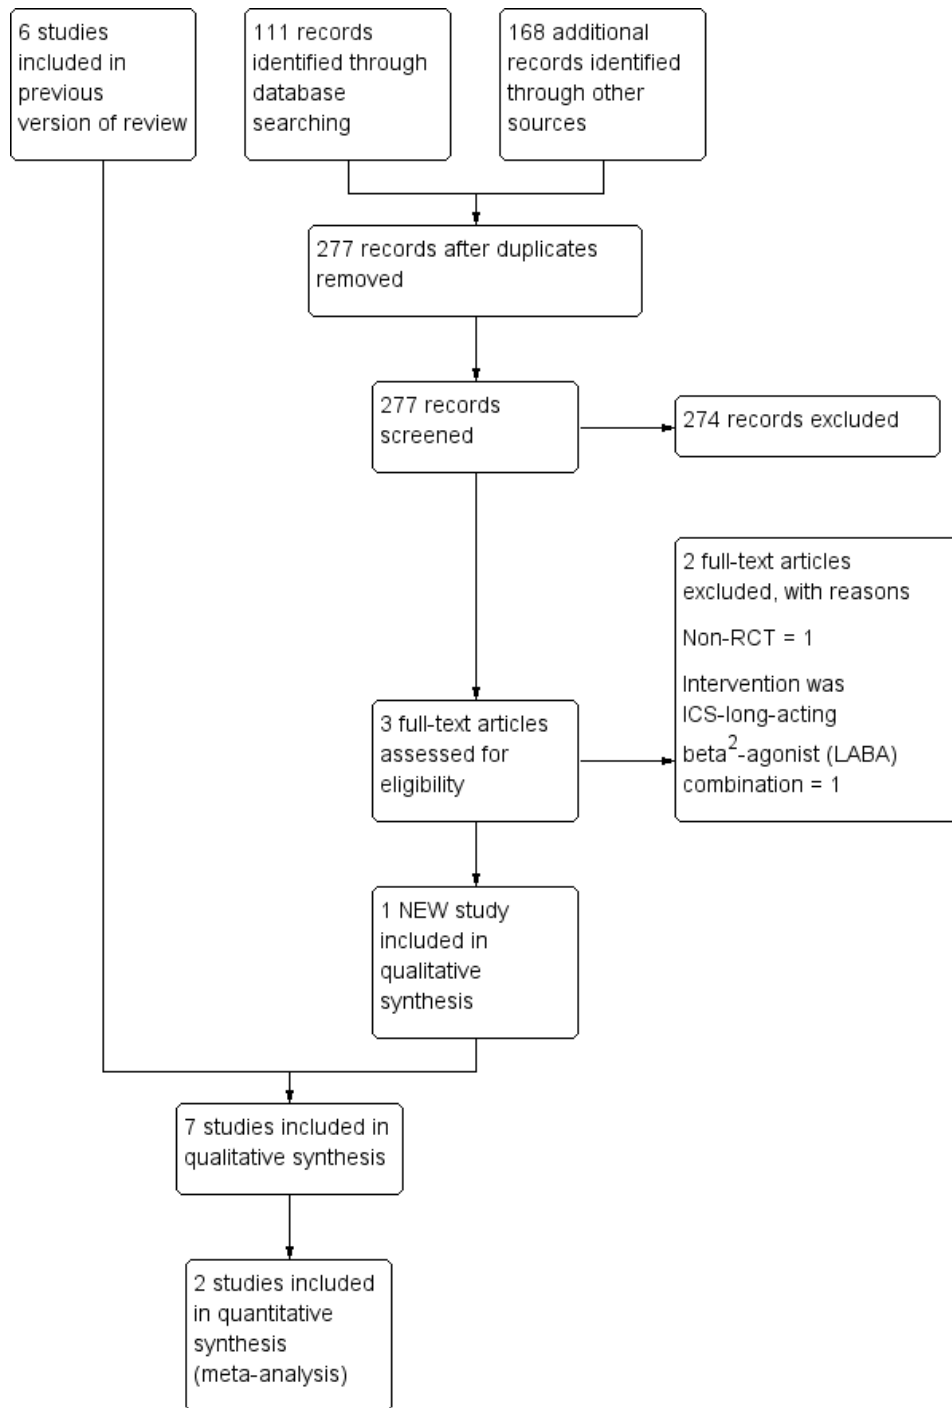 6 studies
included in
previous
version of review
111 records
identified through
database
searching
168 additional
records identified
through other
sources
277 records after duplicates
removed
277 records
screened
274 records excluded
2 full-text articles
excluded, with reasons
Non-RCT = 1
Intervention was
ICS-long-acting
beta²-agonist (LABA)
combination = 1
3 full-text articles
assessed for
eligibility
1 NEW study
included in
qualitative
synthesis
7 studies included in
qualitative synthesis
2 studies included
in quantitative
synthesis
(meta-analysis)